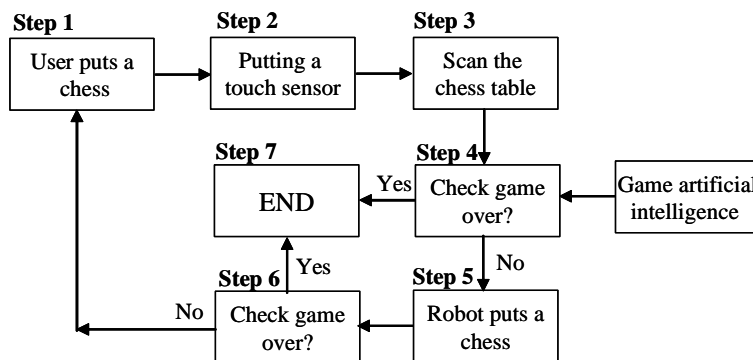 Step 1
User puts a
chess
Step 2
Putting a
touch sensor
Step 3
Scan the
chess table
Step 4
Check game
over?
Game artificial
intelligence
Yes
Step 7
END
No
Step 5
Robot puts a
chess
Step 6
Check game
over?
Yes
No